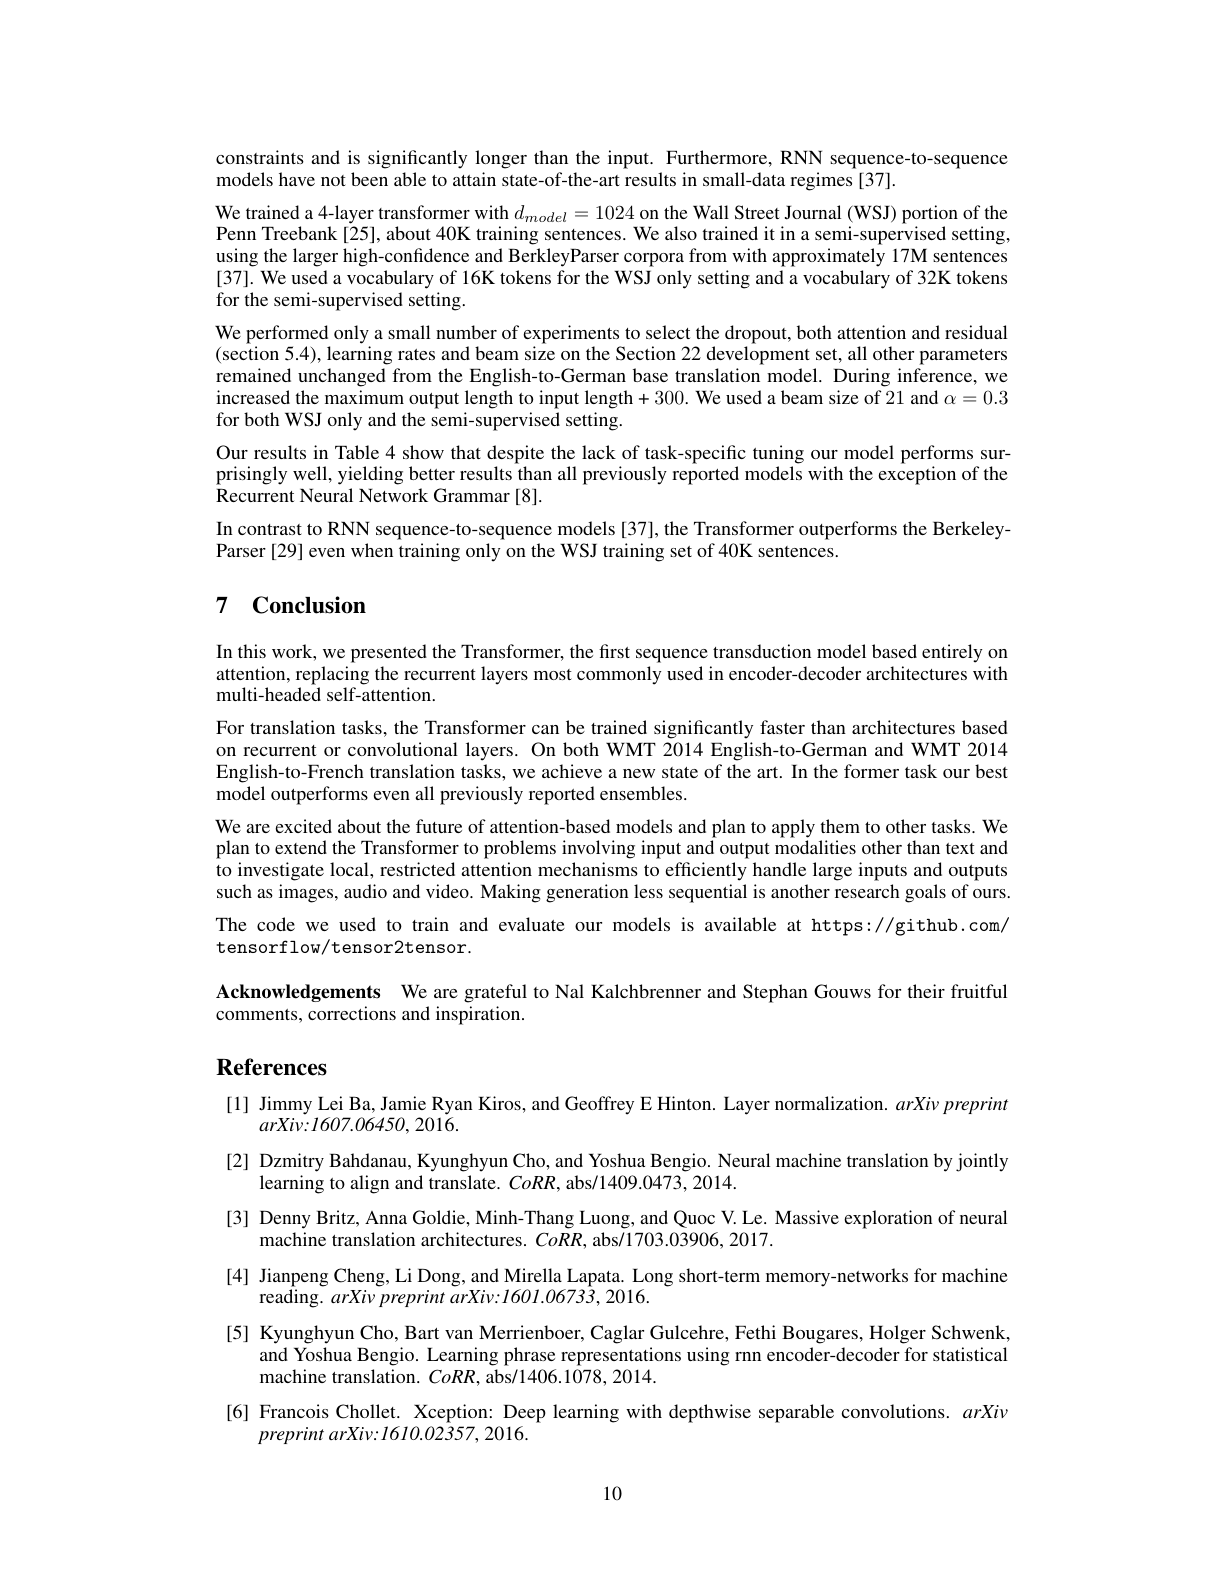 constraints and is significantly longer than the input. Furthermore, RNN sequence-to-sequence
models have not been able to attain state-of-the-art results in small-data regimes [37].
We trained a 4-layer transformer with d_model = 1024 on the Wall Street Journal (WSJ) portion of the
Penn Treebank [25], about 40K training sentences. We also trained it in a semi-supervised setting,
using the larger high-confidence and BerkleyParser corpora from with approximately 17M sentences
[37]. We used a vocabulary of 16K tokens for the WSJ only setting and a vocabulary of 32K tokens
for the semi-supervised setting.
We performed only a small number of experiments to select the dropout, both attention and residual
(section 5.4), learning rates and beam size on the Section 22 development set, all other parameters
remained unchanged from the English-to-German base translation model. During inference, we
increased the maximum output length to input length + 300. We used a beam size of 21 and α = 0.3
for both WSJ only and the semi-supervised setting.
Our results in Table 4 show that despite the lack of task-specific tuning our model performs sur-
prisingly well, yielding better results than all previously reported models with the exception of the
Recurrent Neural Network Grammar [8].
In contrast to RNN sequence-to-sequence models [37], the Transformer outperforms the Berkeley-
Parser [29] even when training only on the WSJ training set of 40K sentences.
7 Conclusion
In this work, we presented the Transformer, the first sequence transduction model based entirely on
attention, replacing the recurrent layers most commonly used in encoder-decoder architectures with
multi-headed self-attention.
For translation tasks, the Transformer can be trained significantly faster than architectures based
on recurrent or convolutional layers. On both WMT 2014 English-to-German and WMT 2014
English-to-French translation tasks, we achieve a new state of the art. In the former task our best
model outperforms even all previously reported ensembles.
We are excited about the future of attention-based models and plan to apply them to other tasks. We
plan to extend the Transformer to problems involving input and output modalities other than text and
to investigate local, restricted attention mechanisms to efficiently handle large inputs and outputs
such as images, audio and video. Making generation less sequential is another research goals of ours.
The code we used to train and evaluate our models is available at https://github.com/
tensorflow/tensor2tensor.
Acknowledgements We are grateful to Nal Kalchbrenner and Stephan Gouws for their fruitful
comments, corrections and inspiration.
References
[1] Jimmy Lei Ba, Jamie Ryan Kiros, and Geoffrey E Hinton. Layer normalization. arXiv preprint
arXiv:1607.06450, 2016.
[2] Dzmitry Bahdanau, Kyunghyun Cho, and Yoshua Bengio. Neural machine translation by jointly
learning to align and translate. CoRR, abs/1409.0473, 2014.
[3] Denny Britz, Anna Goldie, Minh-Thang Luong, and Quoc V. Le. Massive exploration of neural
machine translation architectures. CoRR, abs/1703.03906, 2017.
[4] Jianpeng Cheng, Li Dong, and Mirella Lapata. Long short-term memory-networks for machine
reading. arXiv preprint arXiv:1601.06733, 2016.
[5] Kyunghyun Cho, Bart van Merrienboer, Caglar Gulcehre, Fethi Bougares, Holger Schwenk,
and Yoshua Bengio. Learning phrase representations using rnn encoder-decoder for statistical
machine translation. CoRR, abs/1406.1078, 2014.
[6] Francois Chollet. Xception: Deep learning with depthwise separable convolutions. arXiv
preprint arXiv:1610.02357, 2016.
10